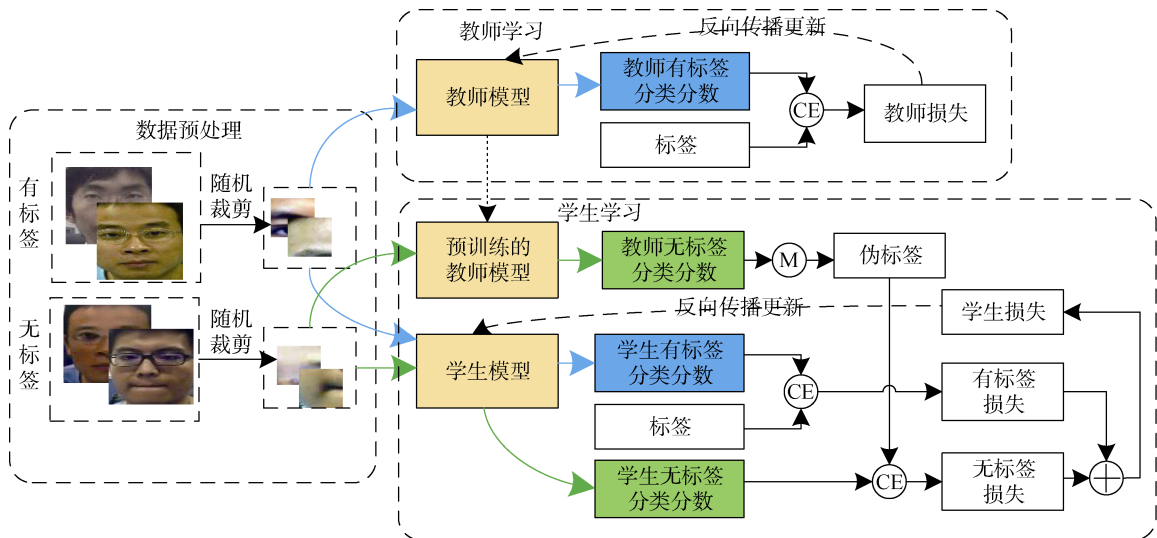 教师学习
反向传播更新
教师模型
教师有标签
分类分数
标签
CE
教师损失
数据预处理
有
标
签
随机
裁剪
无
标
签
随机
裁剪
学生学习
预训练的
教师模型
教师无标签
分类分数
M
伪标签
反向传播更新
学生损失
学生模型
学生有标签
分类分数
标签
CE
有标签
损失
学生无标签
分类分数
CE
无标签
损失